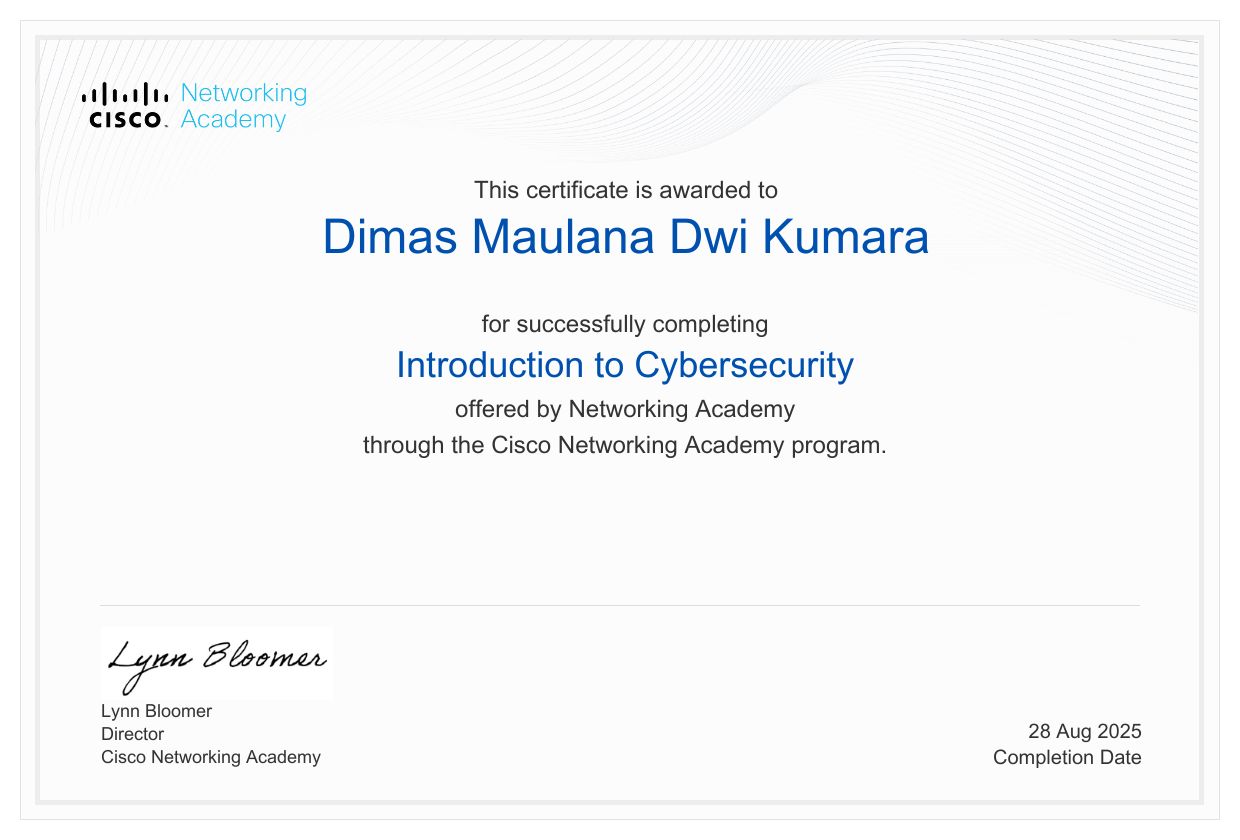 CISCO
Networking
Academy
This certificate is awarded to
Dimas Maulana Dwi Kumara
for successfully completing
Introduction to Cybersecurity
offered by Networking Academy
through the Cisco Networking Academy program.
Lynn Bloomer
Lynn Bloomer
Director
Cisco Networking Academy
28 Aug 2025
Completion Date